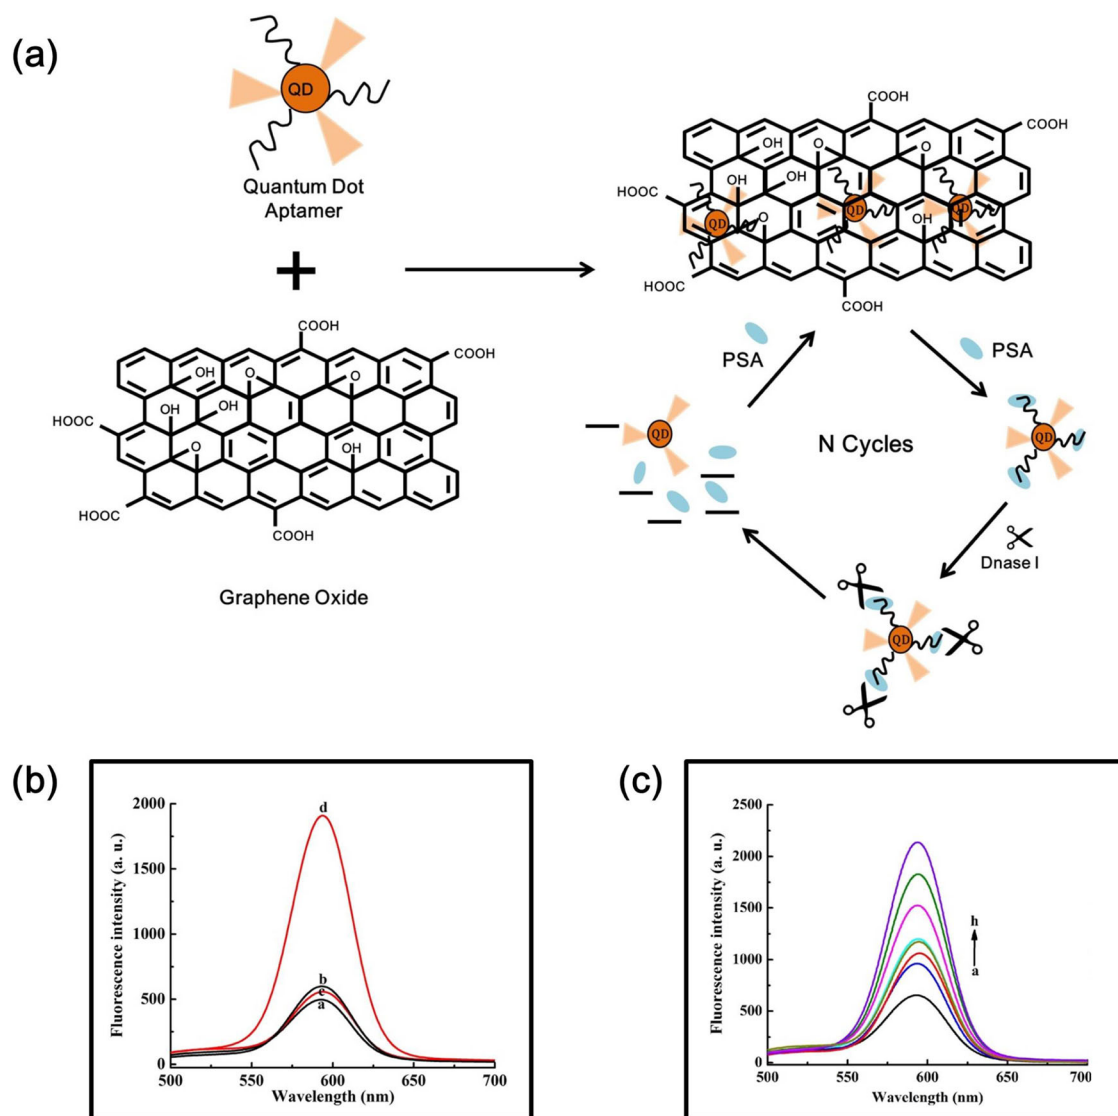 (a)
QD
Quantum Dot
Aptamer
COOH
COOH
OH
O
O
OH
OH
HOOC
O
OH
HOOC
COOH
Graphene Oxide
COOH
COOH
OH
O
O
OH
OH
HOOC
QD
O
QD
OH
QD
HOOC
COOH
PSA
PSA
QD
N Cycles
QD
Dnase I
QD
(b)
Fluorescence intensity (a. u.)
2000
1500
1000
500
0
d
b
c
a
500
550
600
650
700
Wavelength (nm)
(c)
Fluorescence intensity (a. u.)
2500
2000
1500
1000
500
0
h
a
500
550
600
650
700
Wavelength (nm)